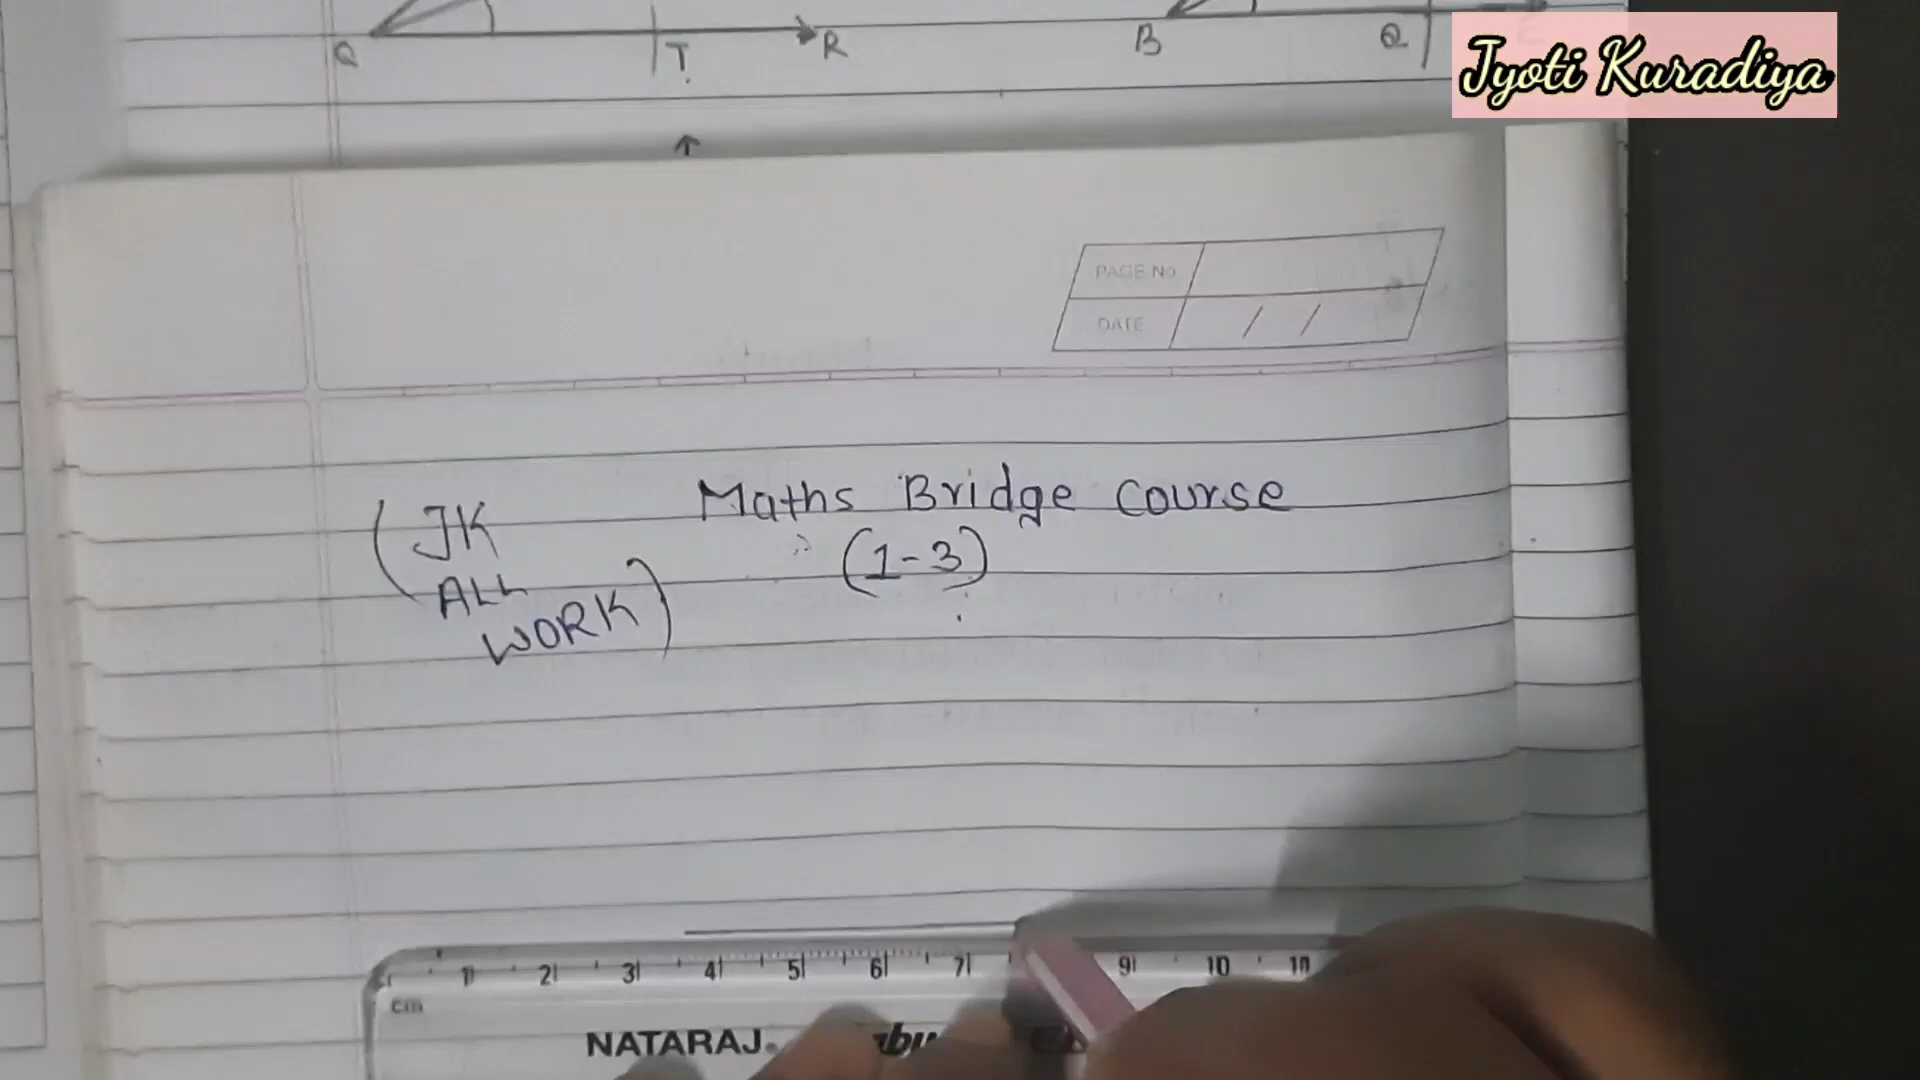 Q T R B Q
Jyoti Kuradiya
PAGE No
DATE / /
Maths Bridge Course
(1-3)
(JK
ALL
WORK)
1 2 3 4 5 6 7 9 10 11
cm
NATARAJ